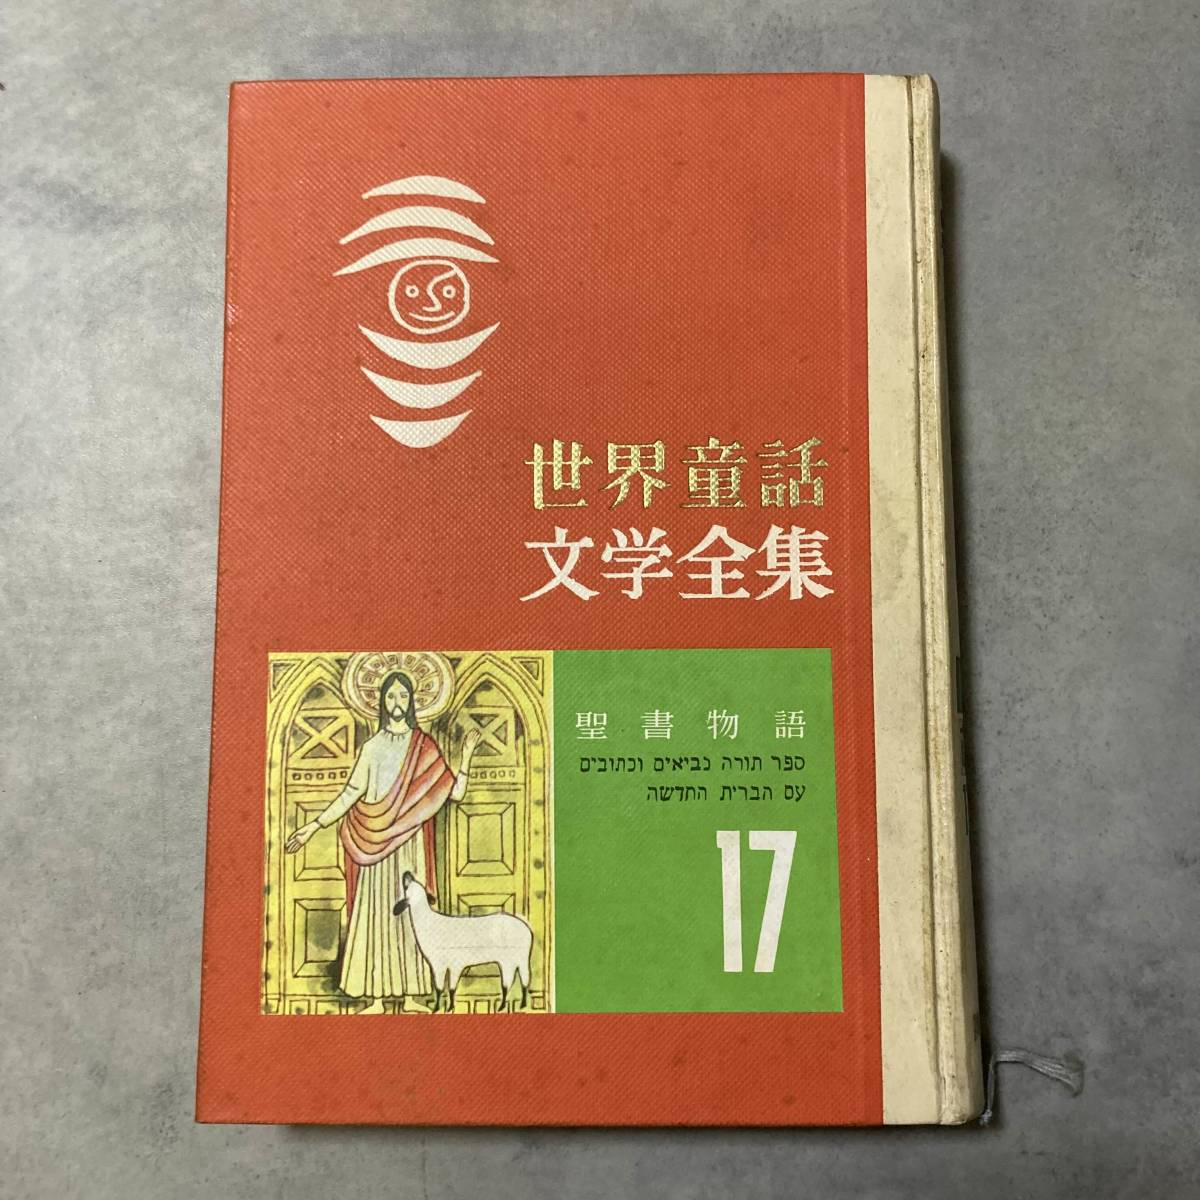 世界童話
文学全集
聖書物語
ספר תורה נביאים וכתובים
עם הברית החדשה
17